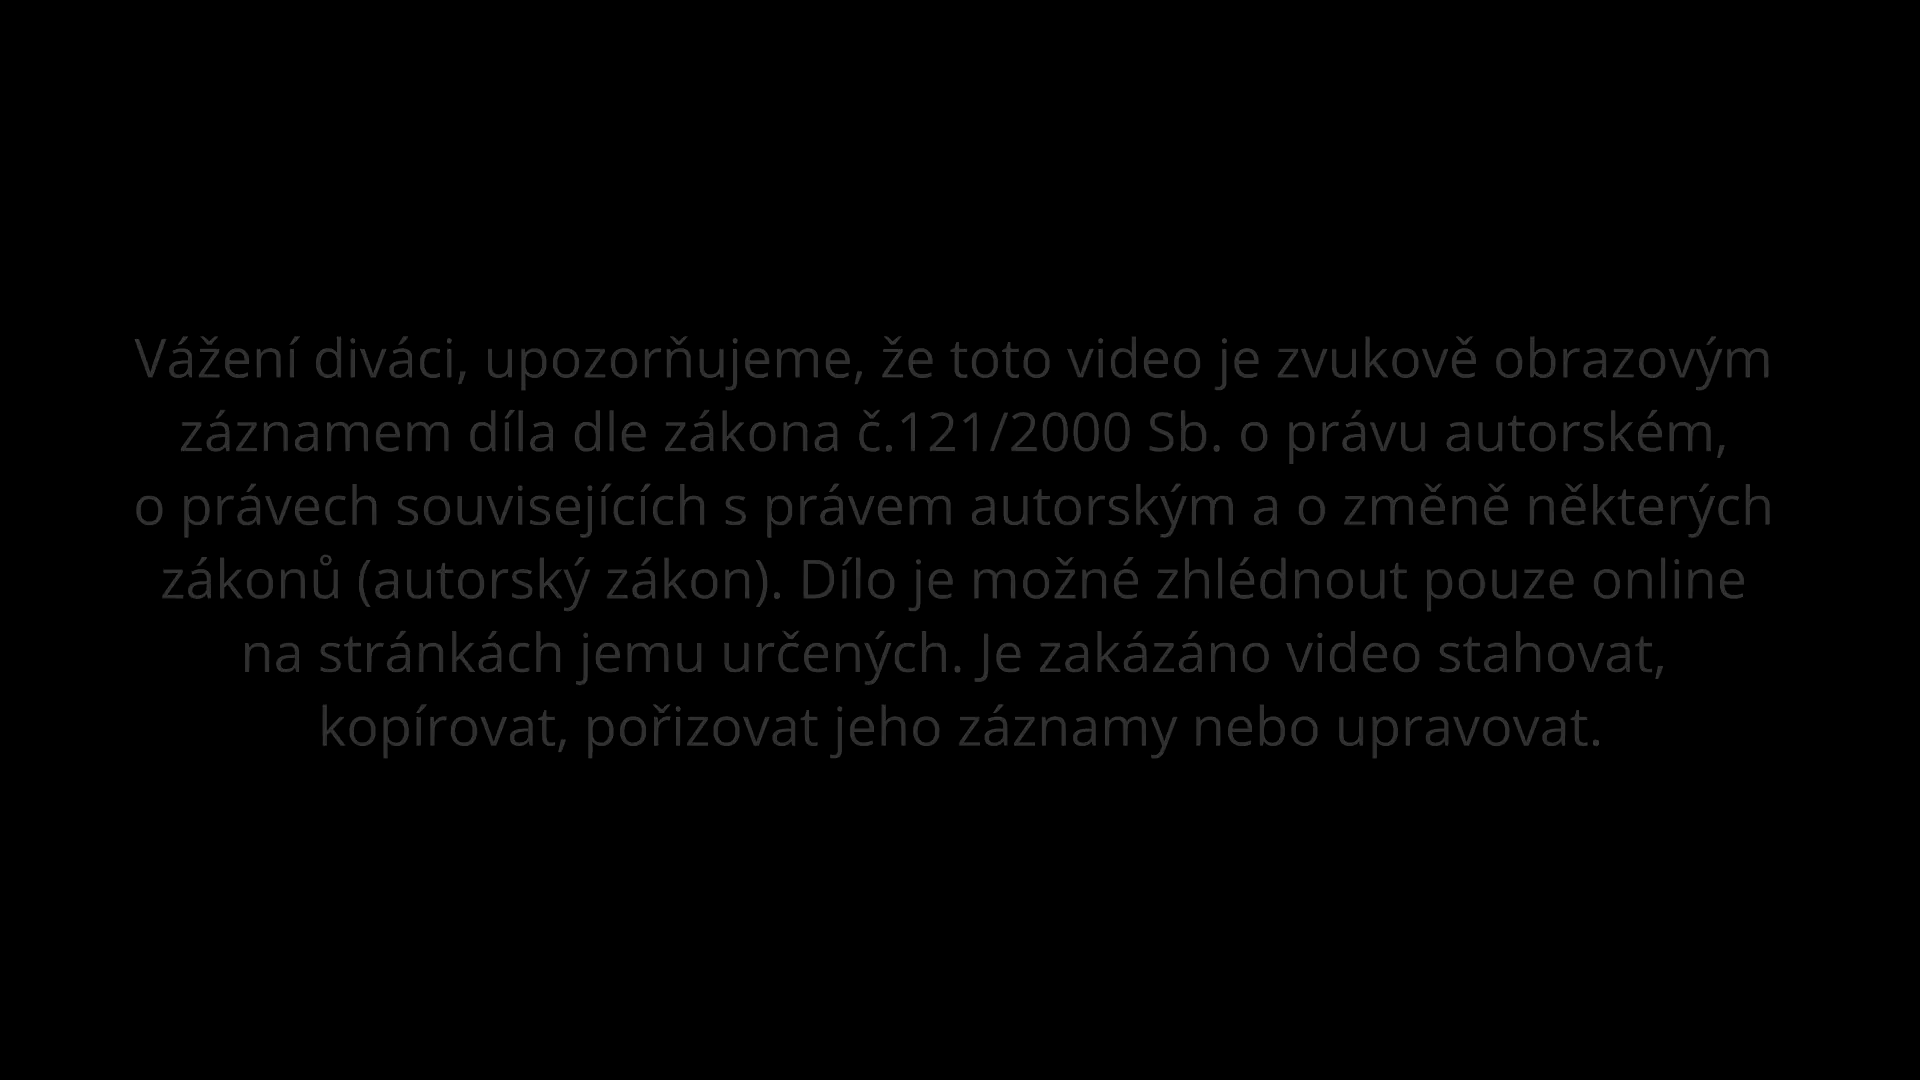 Vážení diváci, upozorňujeme, že toto video je zvukově obrazovým
záznamem díla dle zákona č.121/2000 Sb. o právu autorském,
o právech souvisejících s právem autorským a o změně některých
zákonů (autorský zákon). Dílo je možné zhlédnout pouze online
na stránkách jemu určených. Je zakázáno video stahovat,
kopírovat, pořizovat jeho záznamy nebo upravovat.